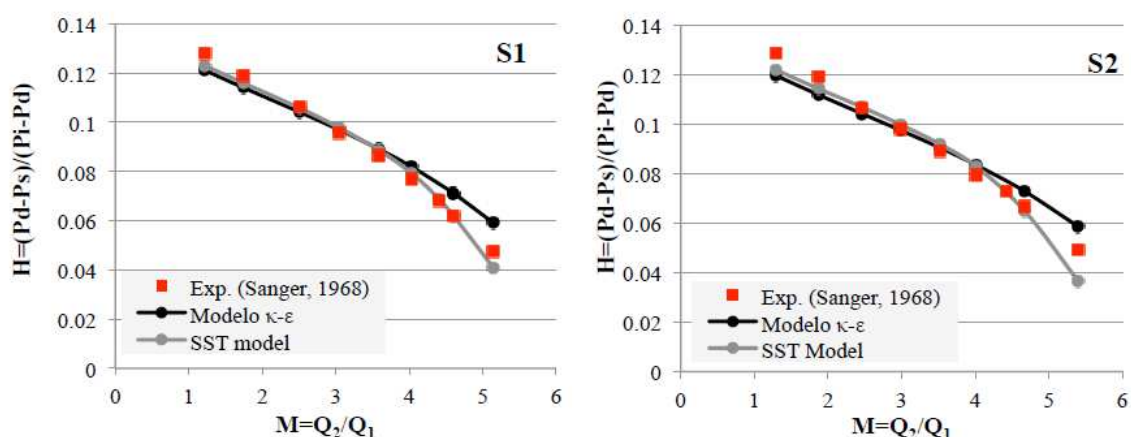 S1
H=(Pd-Ps)/(Pi-Pd)
0.14
0.12
0.1
0.08
0.06
0.04
0.02
0
Exp. (Sanger, 1968)
Modelo κ-ε
SST model
0 1 2 3 4 5 6
M=Q2/Q1
S2
H=(Pd-Ps)/(Pi-Pd)
0.14
0.12
0.1
0.08
0.06
0.04
0.02
0
Exp. (Sanger, 1968)
Modelo κ-ε
SST Model
0 1 2 3 4 5 6
M=Q2/Q1